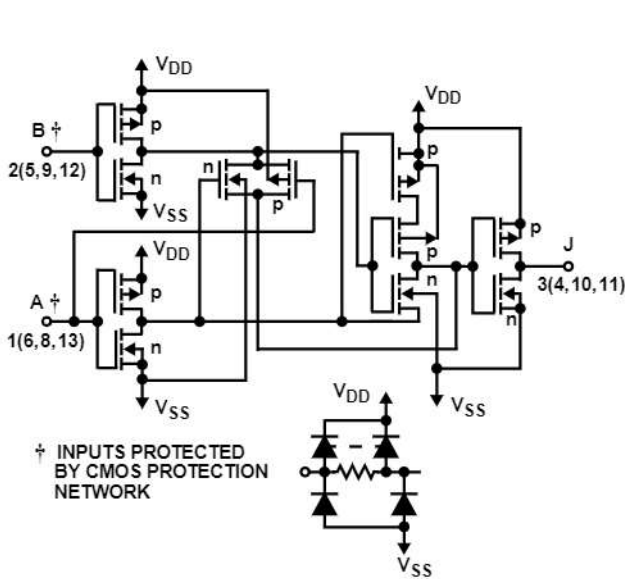 VDD
B †
p
2(5,9,12)
n
VSS
n
p
VDD
A †
p
1(6,8,13)
n
VSS
VDD
p
p
n
p
n
J
3(4,10,11)
VSS
VDD
VSS
† INPUTS PROTECTED
BY CMOS PROTECTION
NETWORK